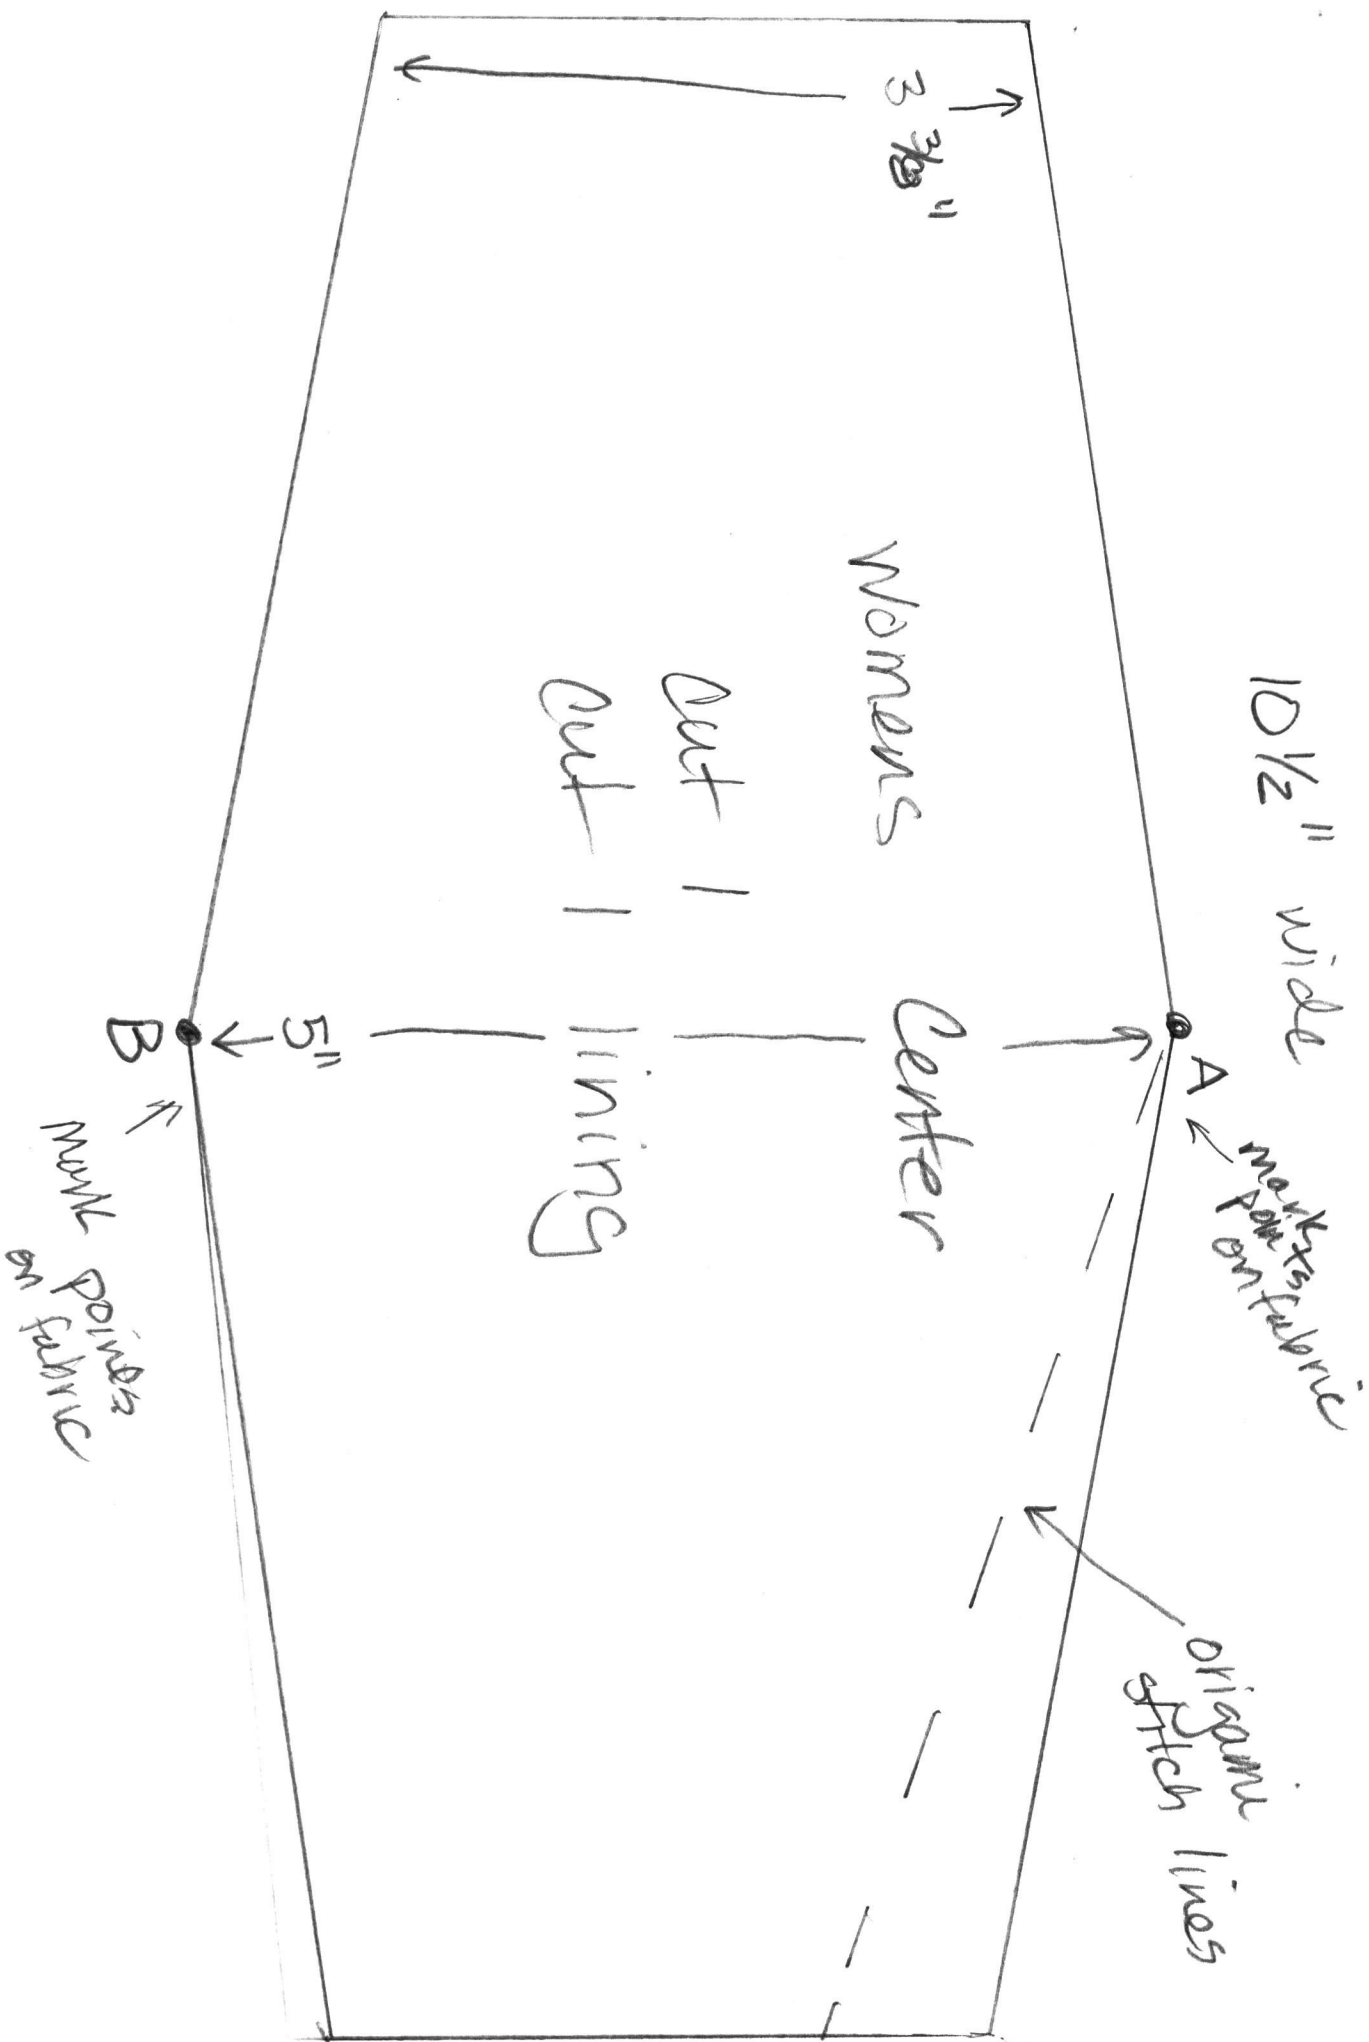 10 1/2" wide
A
mark points
on fabric
3 3/8"
Womens Center
Cut 1
Cut 1 lining
origami
stitch lines
5"
B
Mark points
on fabric